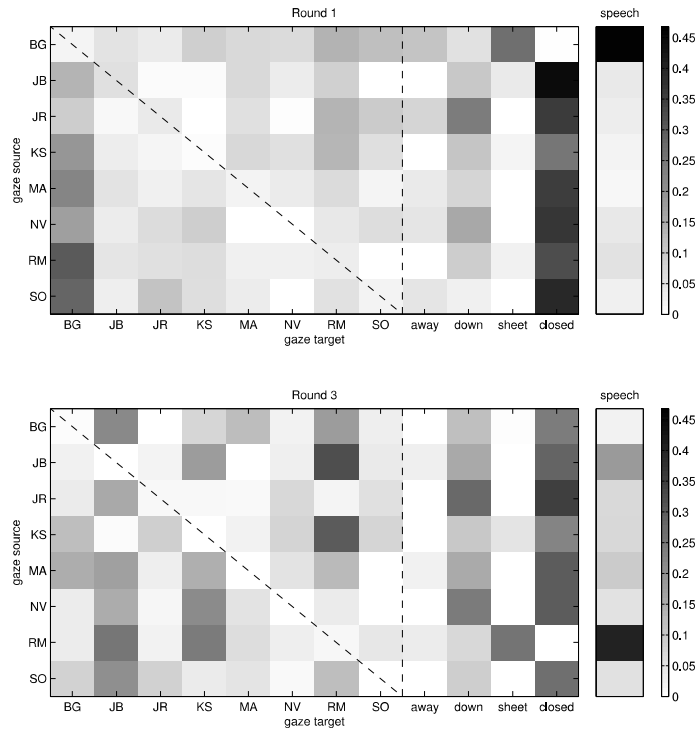 Round 1
speech
gaze source
BG
JB
JR
KS
MA
NV
RM
SO
BG JB JR KS MA NV RM SO away down sheet closed
gaze target
0.45
0.4
0.35
0.3
0.25
0.2
0.15
0.1
0.05
0
Round 3
speech
gaze source
BG
JB
JR
KS
MA
NV
RM
SO
BG JB JR KS MA NV RM SO away down sheet closed
gaze target
0.45
0.4
0.35
0.3
0.25
0.2
0.15
0.1
0.05
0